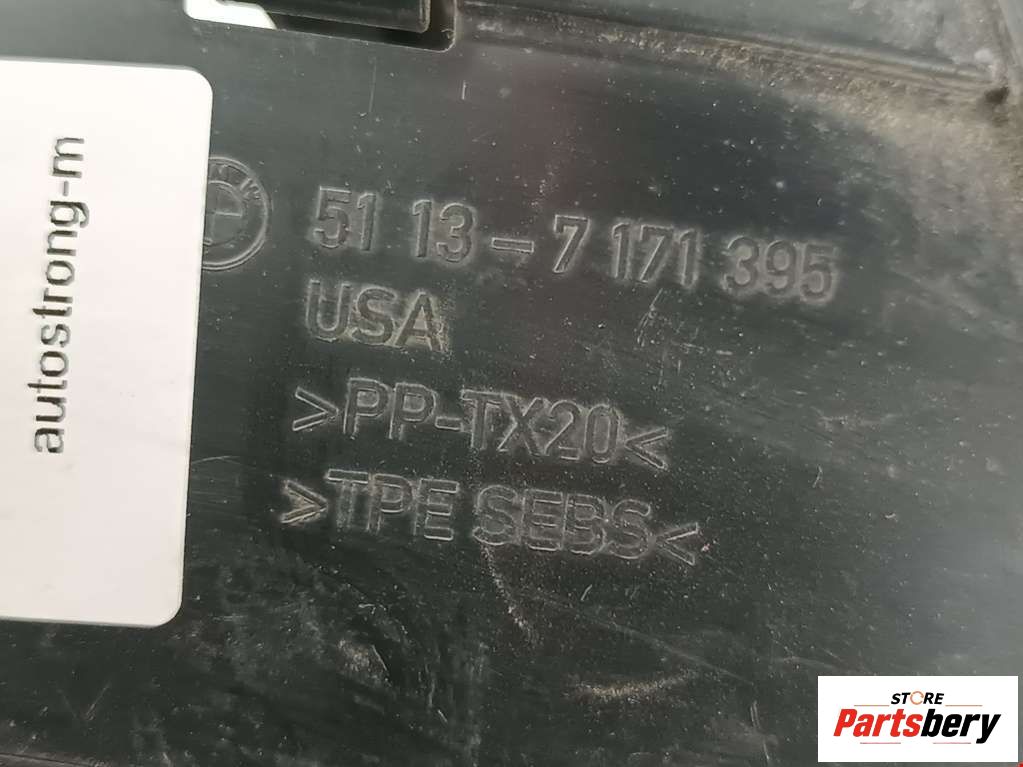 autostrong-m
51 13-7 171 395
USA
>PP-TX20<
>TPE SEBS<
STORE
Partsbery